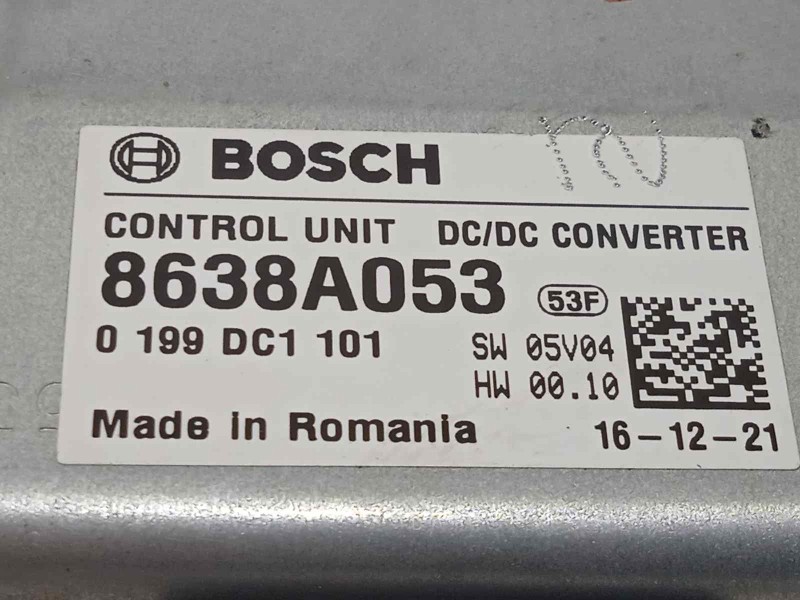 BOSCH
CONTROL UNIT DC/DC CONVERTER
8638A053 53F
0 199 DC1 101 SW 05V04
HW 00.10
Made in Romania 16-12-21